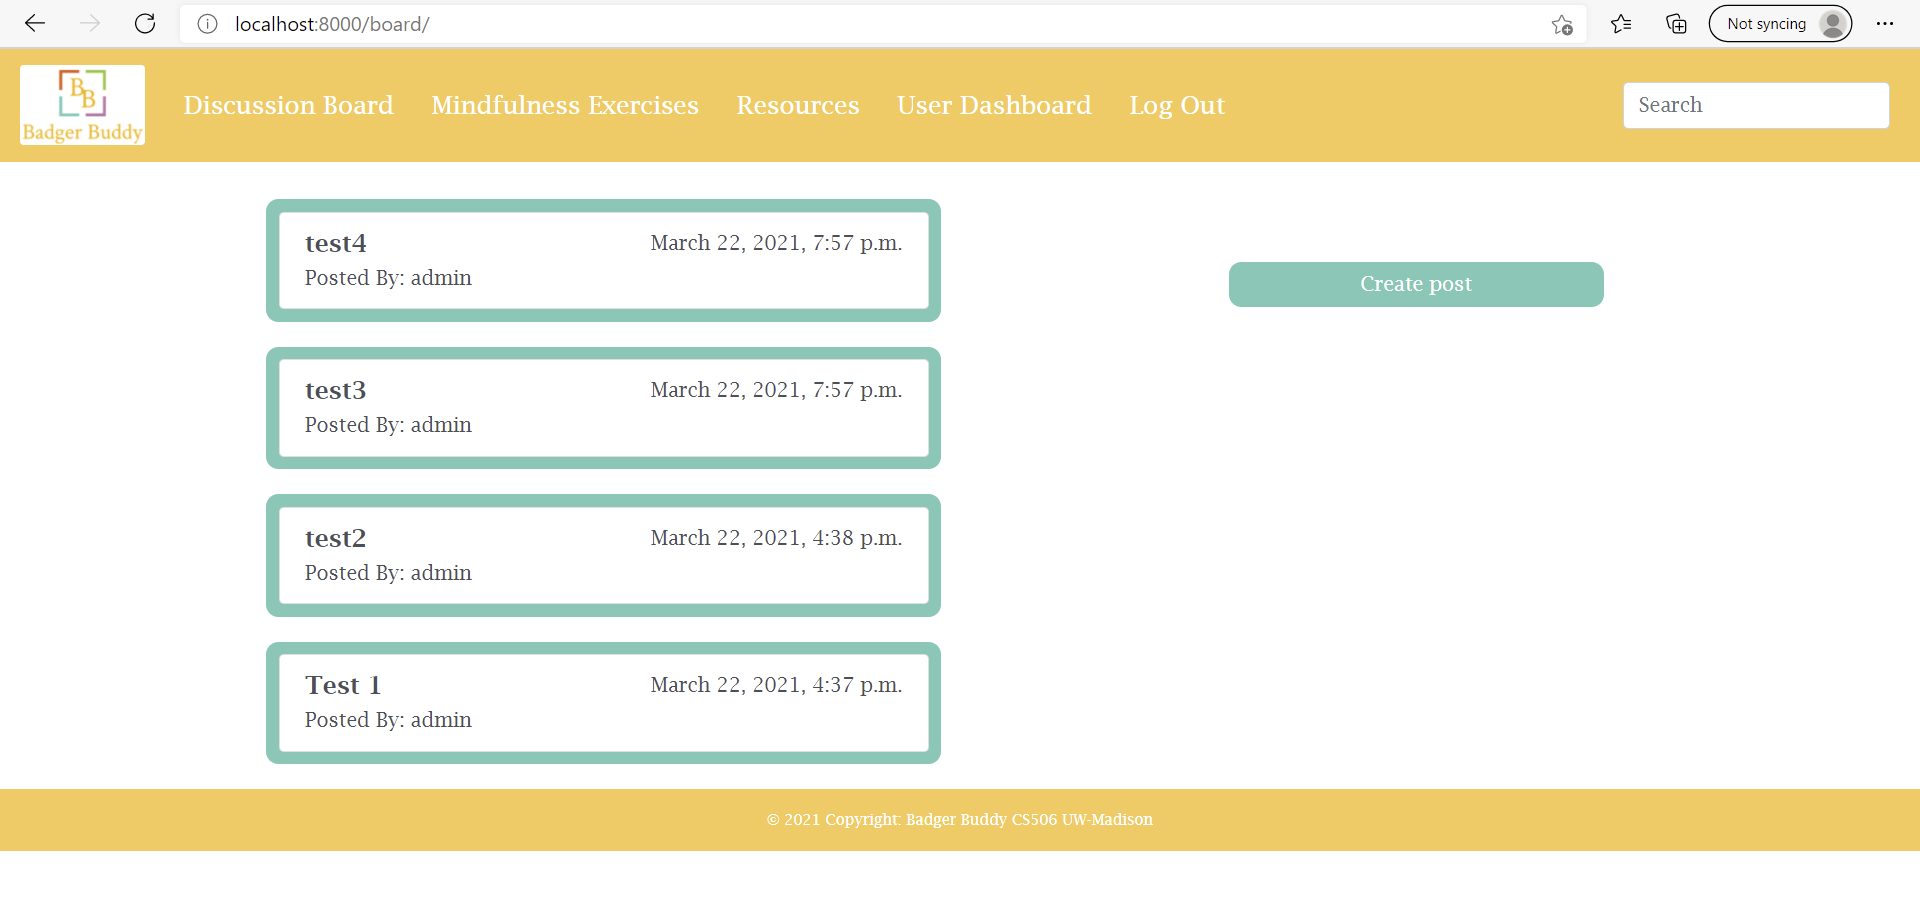 localhost:8000/board/
Not syncing
BB
Badger Buddy
Discussion Board
Mindfulness Exercises
Resources
User Dashboard
Log Out
Search
test4
March 22, 2021, 7:57 p.m.
Posted By: admin
Create post
test3
March 22, 2021, 7:57 p.m.
Posted By: admin
test2
March 22, 2021, 4:38 p.m.
Posted By: admin
Test 1
March 22, 2021, 4:37 p.m.
Posted By: admin
© 2021 Copyright: Badger Buddy CS506 UW-Madison